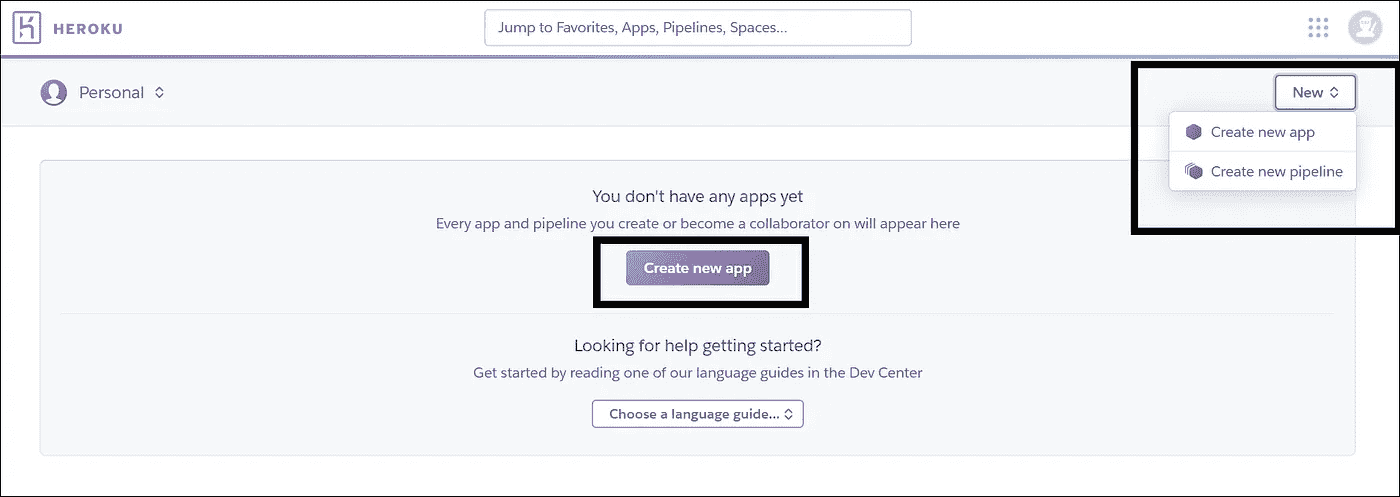 HEROKU
Jump to Favorites, Apps, Pipelines, Spaces...
Personal
New
Create new app
Create new pipeline
You don't have any apps yet
Every app and pipeline you create or become a collaborator on will appear here
Create new app
Looking for help getting started?
Get started by reading one of our language guides in the Dev Center
Choose a language guide...